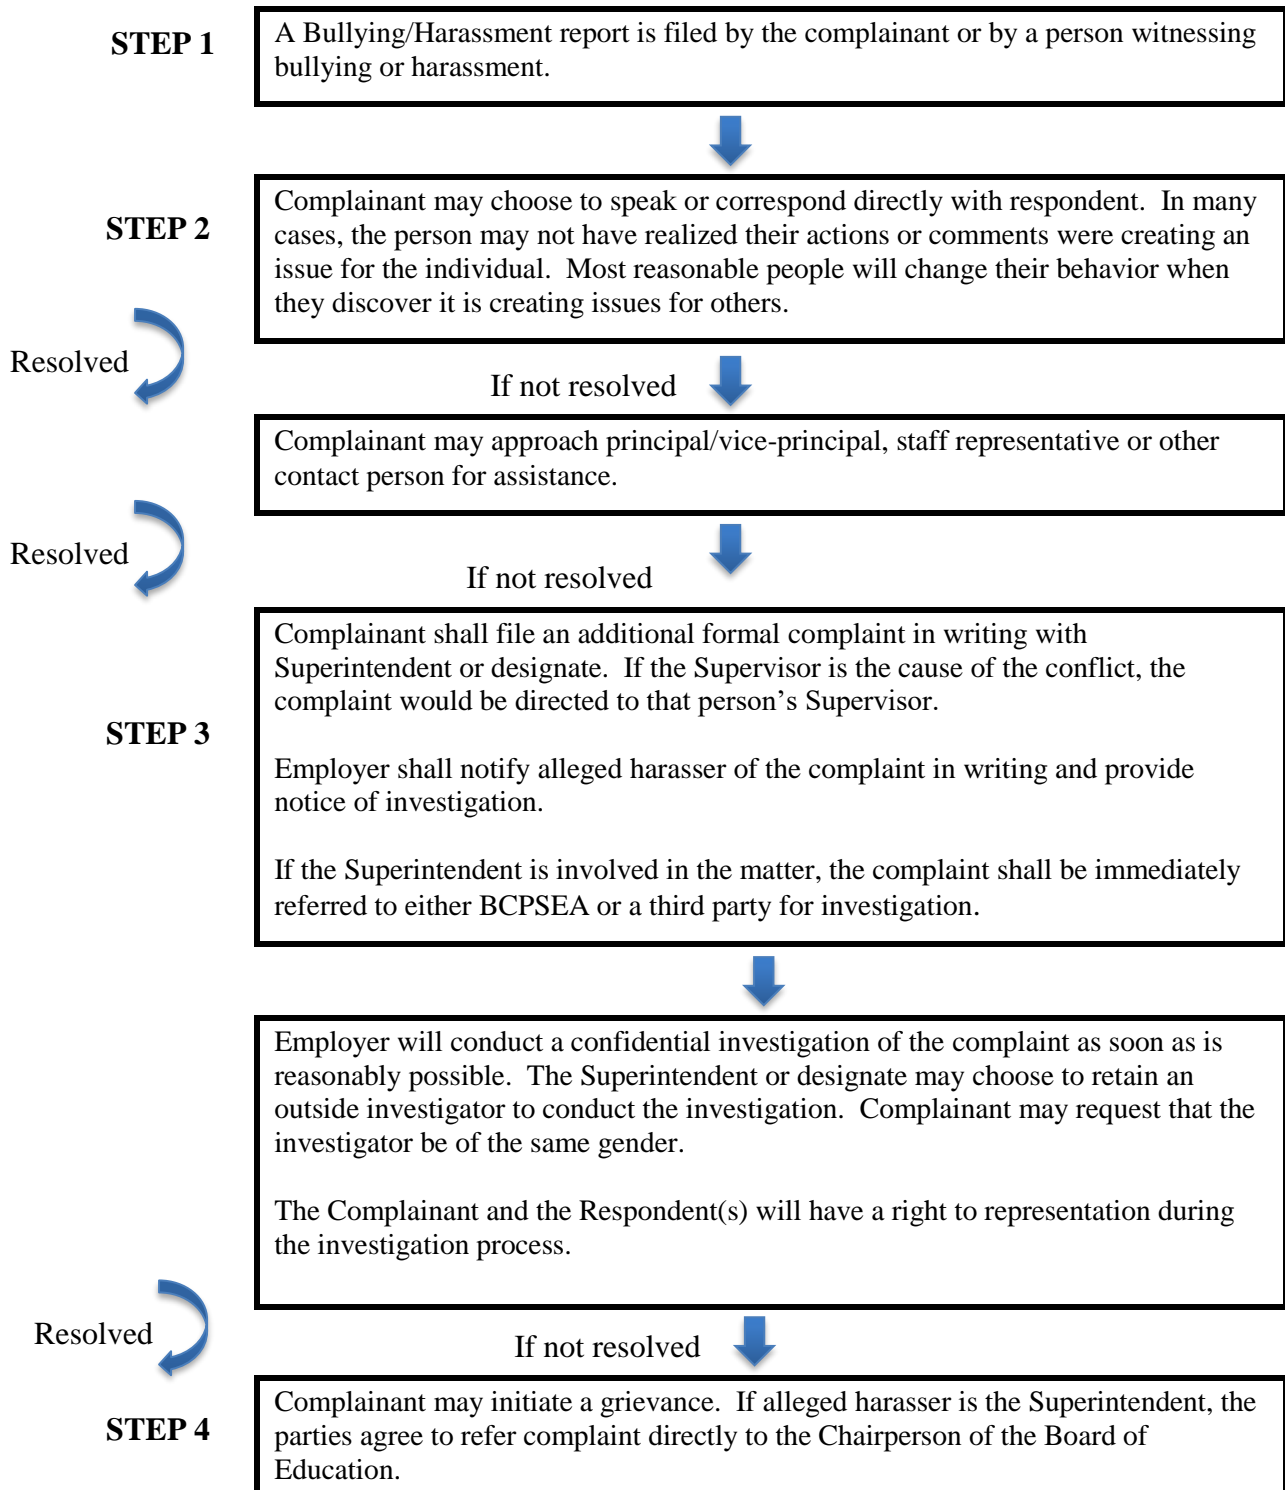 STEP 1
A Bullying/Harassment report is filed by the complainant or by a person witnessing
bullying or harassment.
STEP 2
Complainant may choose to speak or correspond directly with respondent.  In many
cases, the person may not have realized their actions or comments were creating an
issue for the individual.  Most reasonable people will change their behavior when
they discover it is creating issues for others.
Resolved
If not resolved
Complainant may approach principal/vice-principal, staff representative or other
contact person for assistance.
Resolved
If not resolved
STEP 3
Complainant shall file an additional formal complaint in writing with
Superintendent or designate.  If the Supervisor is the cause of the conflict, the
complaint would be directed to that person’s Supervisor.
Employer shall notify alleged harasser of the complaint in writing and provide
notice of investigation.
If the Superintendent is involved in the matter, the complaint shall be immediately
referred to either BCPSEA or a third party for investigation.
Employer will conduct a confidential investigation of the complaint as soon as is
reasonably possible.  The Superintendent or designate may choose to retain an
outside investigator to conduct the investigation.  Complainant may request that the
investigator be of the same gender.
The Complainant and the Respondent(s) will have a right to representation during
the investigation process.
Resolved
If not resolved
STEP 4
Complainant may initiate a grievance.  If alleged harasser is the Superintendent, the
parties agree to refer complaint directly to the Chairperson of the Board of
Education.